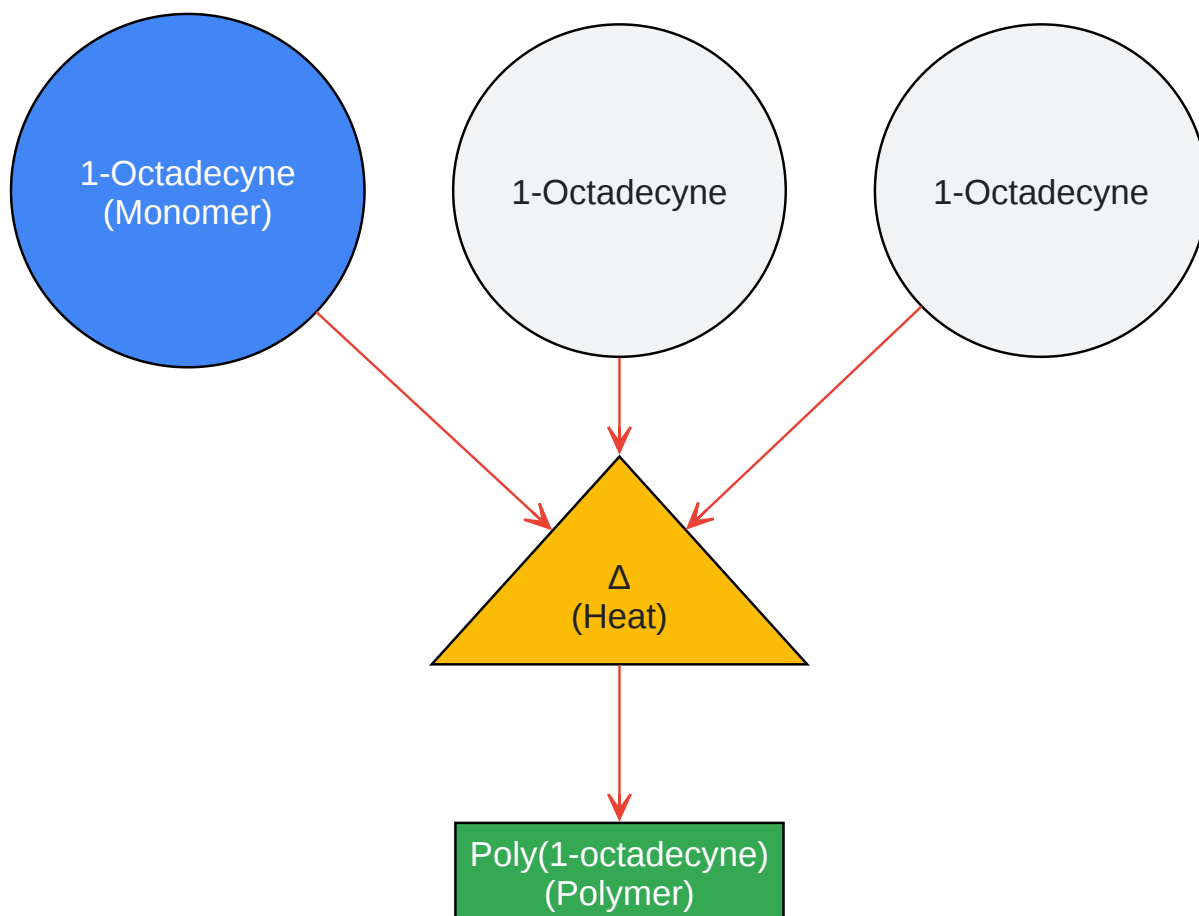 1-Octadecyne
(Monomer)
1-Octadecyne
1-Octadecyne
Δ
(Heat)
Poly(1-octadecyne)
(Polymer)